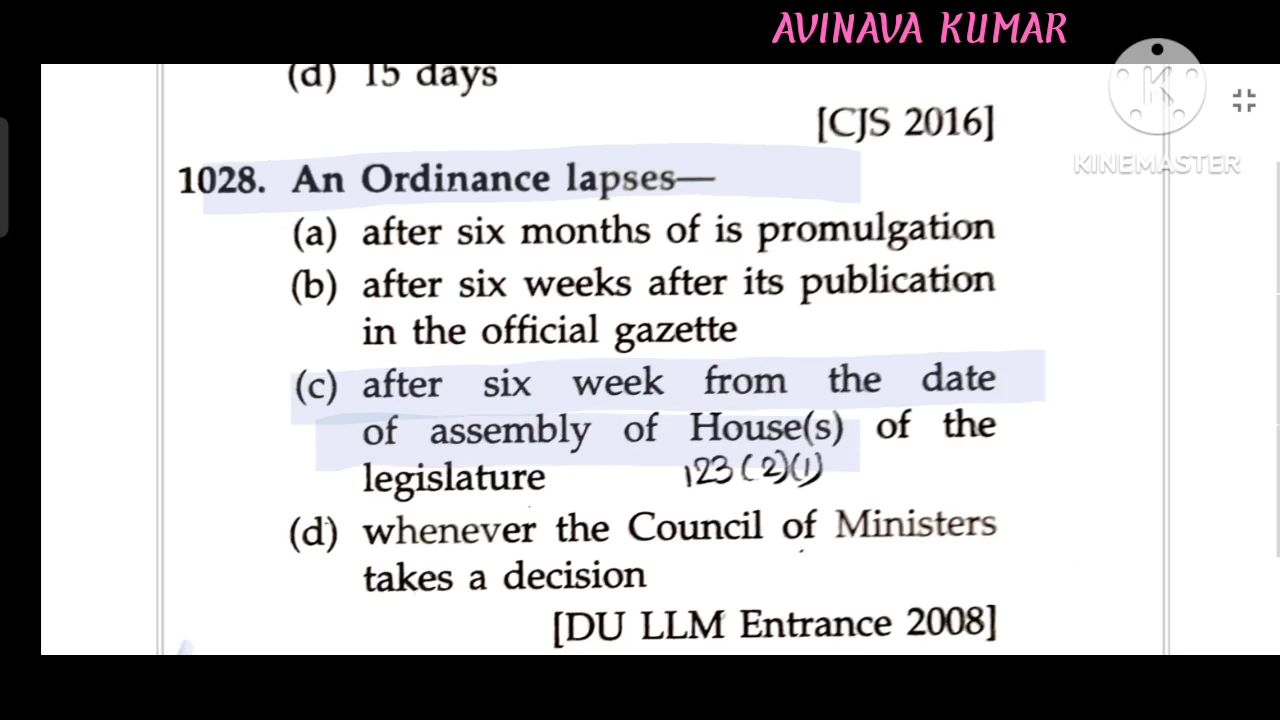 AVINAVA KUMAR
(d) 15 days
[CJS 2016]
KINEMASTER
1028. An Ordinance lapses—
(a) after six months of is promulgation
(b) after six weeks after its publication
in the official gazette
(c) after six week from the date
of assembly of House(s) of the
legislature 123(2)(1)
(d) whenever the Council of Ministers
takes a decision
[DU LLM Entrance 2008]